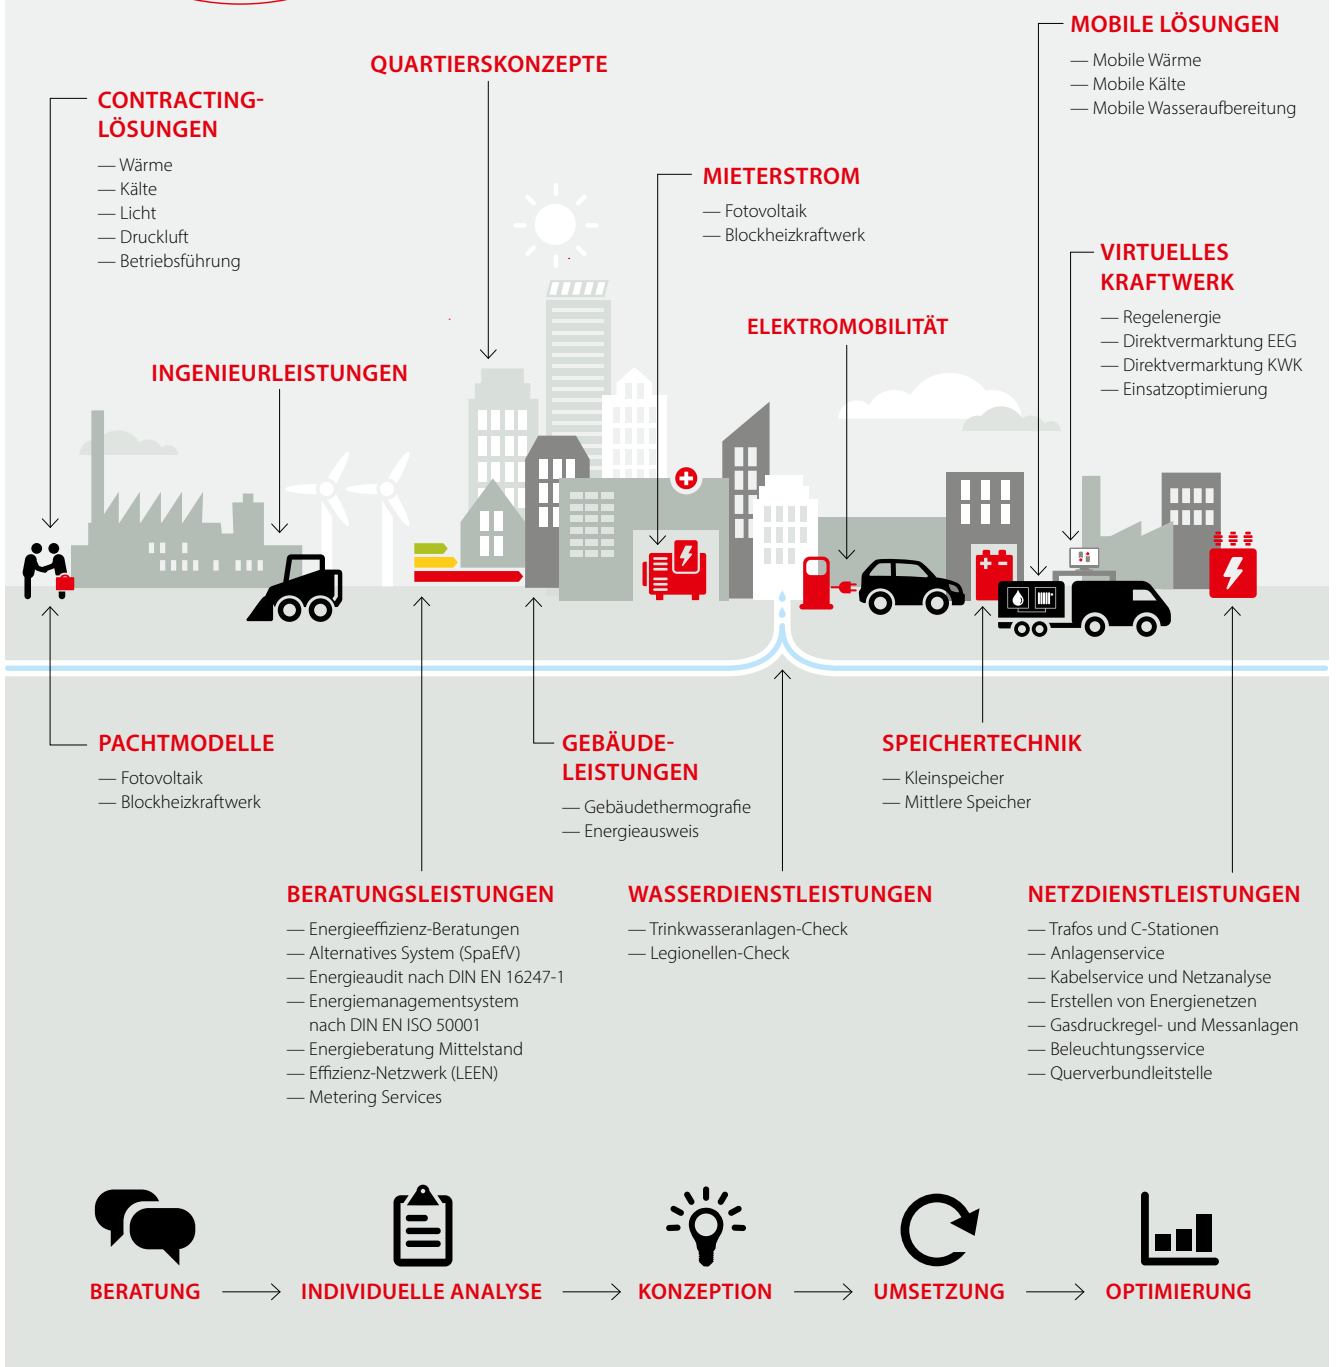 MOBILE LÖSUNGEN
— Mobile Wärme
— Mobile Kälte
— Mobile Wasseraufbereitung
QUARTIERSKONZEPTE
CONTRACTING-
LÖSUNGEN
— Wärme
— Kälte
— Licht
— Druckluft
— Betriebsführung
MIETERSTROM
— Fotovoltaik
— Blockheizkraftwerk
VIRTUELLES
KRAFTWERK
— Regelenergie
— Direktvermarktung EEG
— Direktvermarktung KWK
— Einsatzoptimierung
ELEKTROMOBILITÄT
INGENIEURLEISTUNGEN
PACHTMODELLE
— Fotovoltaik
— Blockheizkraftwerk
GEBÄUDE-
LEISTUNGEN
— Gebäudethermografie
— Energieausweis
SPEICHERTECHNIK
— Kleinspeicher
— Mittlere Speicher
BERATUNGSLEISTUNGEN
— Energieeffizienz-Beratungen
— Alternatives System (SpaEfV)
— Energieaudit nach DIN EN 16247-1
— Energiemanagementsystem
nach DIN EN ISO 50001
— Energieberatung Mittelstand
— Effizienz-Netzwerk (LEEN)
— Metering Services
WASSERDIENSTLEISTUNGEN
— Trinkwasseranlagen-Check
— Legionellen-Check
NETZDIENSTLEISTUNGEN
— Trafos und C-Stationen
— Anlagenservice
— Kabelservice und Netzanalyse
— Erstellen von Energienetzen
— Gasdruckregel- und Messanlagen
— Beleuchtungsservice
— Querverbundleitstelle
BERATUNG
INDIVIDUELLE ANALYSE
KONZEPTION
UMSETZUNG
OPTIMIERUNG